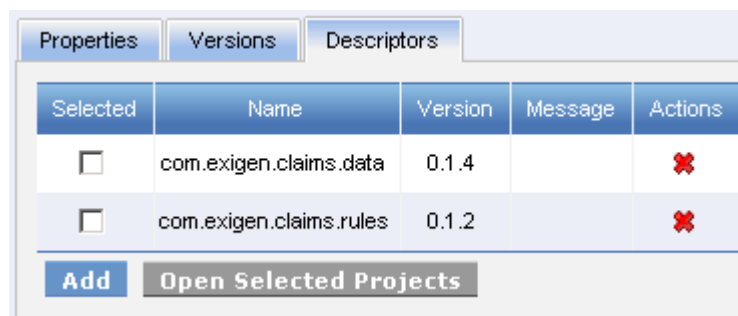 Properties Versions Descriptors
Selected Name Version Message Actions
com.exigen.claims.data 0.1.4
com.exigen.claims.rules 0.1.2
Add Open Selected Projects